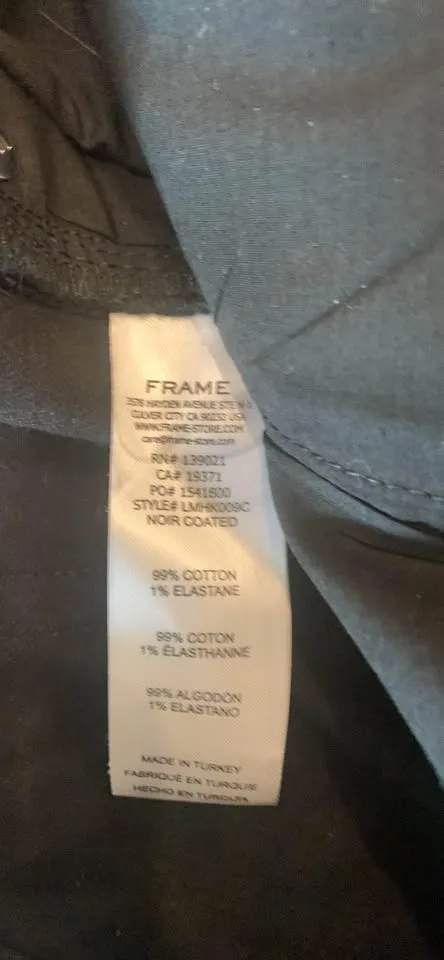 FRAME
3578 HAYDEN AVENUE STE N-1
CULVER CITY CA 90232 USA
WWW.FRAME-STORE.COM
care@frame-store.com
RN# 139021
CA# 19371
PO# 1541800
STYLE# LMHK009C
NOIR COATED
99% COTTON
1% ELASTANE
99% COTON
1% ÉLASTHANNE
99% ALGODÓN
1% ELASTANO
MADE IN TURKEY
FABRIQUÉ EN TURQUIE
HECHO EN TURQUÍA